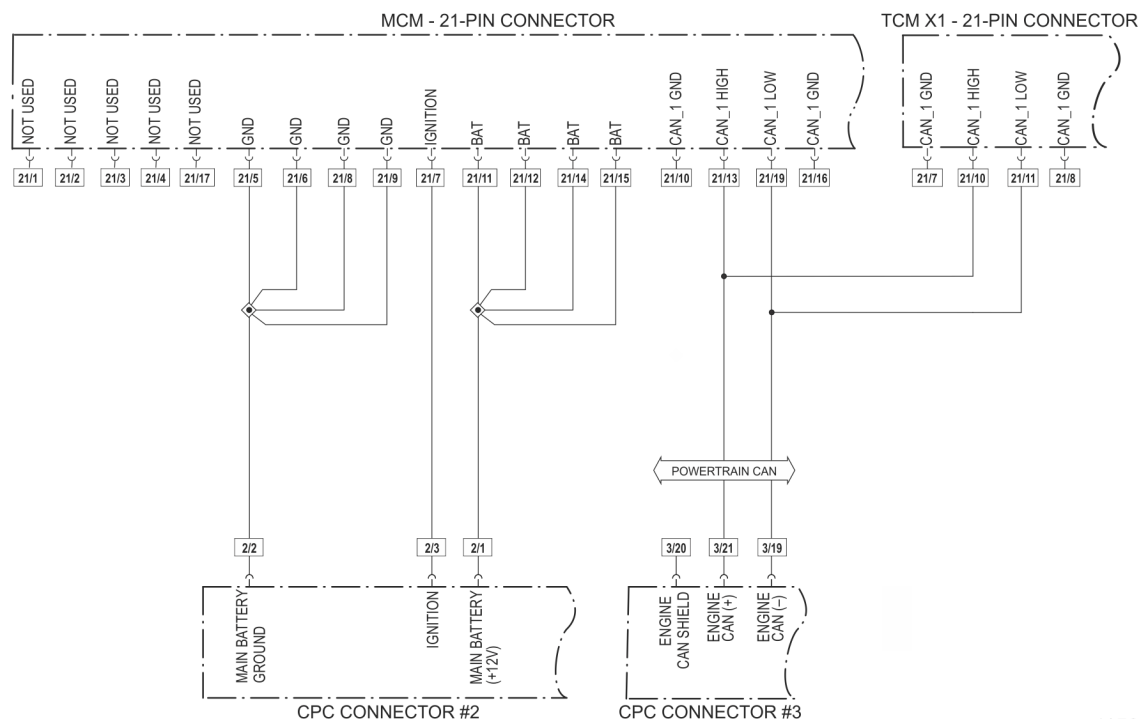 MCM - 21-PIN CONNECTOR
TCM X1 - 21-PIN CONNECTOR
NOT USED
NOT USED
NOT USED
NOT USED
NOT USED
GND
GND
GND
GND
IGNITION
BAT
BAT
BAT
BAT
CAN_1 GND
CAN_1 HIGH
CAN_1 LOW
CAN_1 GND
CAN_1 GND
CAN_1 HIGH
CAN_1 LOW
CAN_1 GND
21/1
21/2
21/3
21/4
21/17
21/5
21/6
21/8
21/9
21/7
21/11
21/12
21/14
21/15
21/10
21/13
21/19
21/16
21/7
21/10
21/11
21/8
POWERTRAIN CAN
2/2
2/3
2/1
3/20
3/21
3/19
MAIN BATTERY
GROUND
IGNITION
MAIN BATTERY
(+12V)
ENGINE
CAN SHIELD
ENGINE
CAN (+)
ENGINE
CAN (–)
CPC CONNECTOR #2
CPC CONNECTOR #3